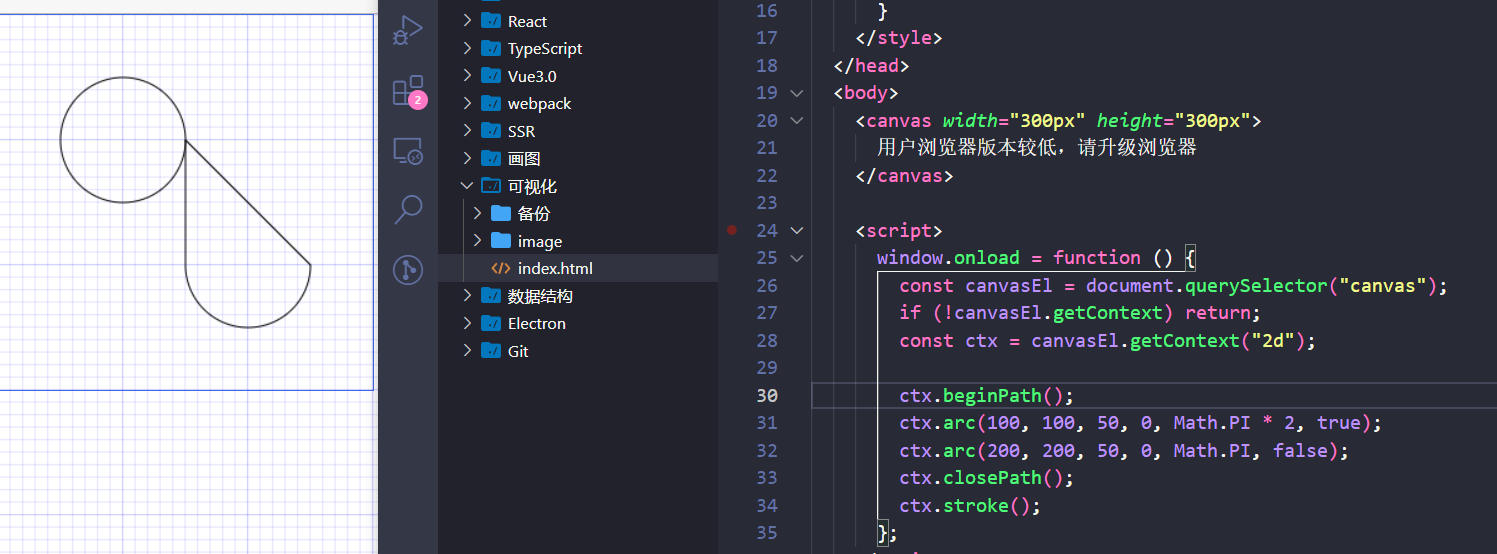 React
TypeScript
Vue3.0
webpack
SSR
画图
可视化
备份
image
index.html
数据结构
Electron
Git
2
16 }
17 </style>
18 </head>
19 <body>
20 <canvas width="300px" height="300px">
21 用户浏览器版本较低，请升级浏览器
22 </canvas>
23
24 <script>
25 window.onload = function () {
26 const canvasEl = document.querySelector("canvas");
27 if (!canvasEl.getContext) return;
28 const ctx = canvasEl.getContext("2d");
29
30 ctx.beginPath();
31 ctx.arc(100, 100, 50, 0, Math.PI * 2, true);
32 ctx.arc(200, 200, 50, 0, Math.PI, false);
33 ctx.closePath();
34 ctx.stroke();
35 };